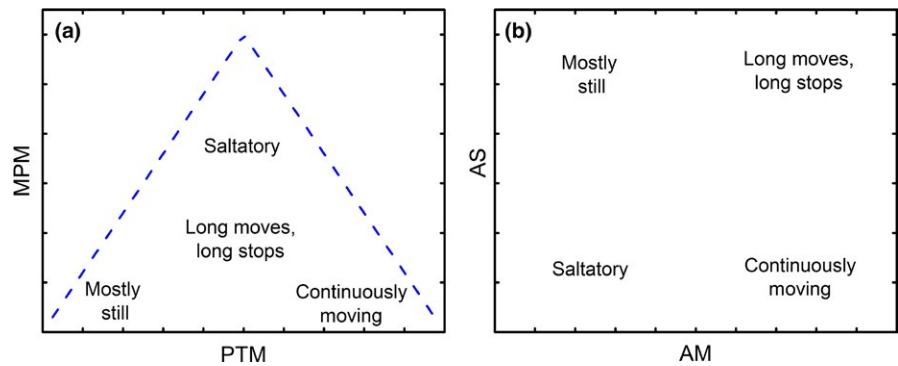 (a)
MPM
Saltatory
Long moves,
long stops
Mostly
still
Continuously
moving
PTM
(b)
AS
Mostly
still
Long moves,
long stops
Saltatory
Continuously
moving
AM